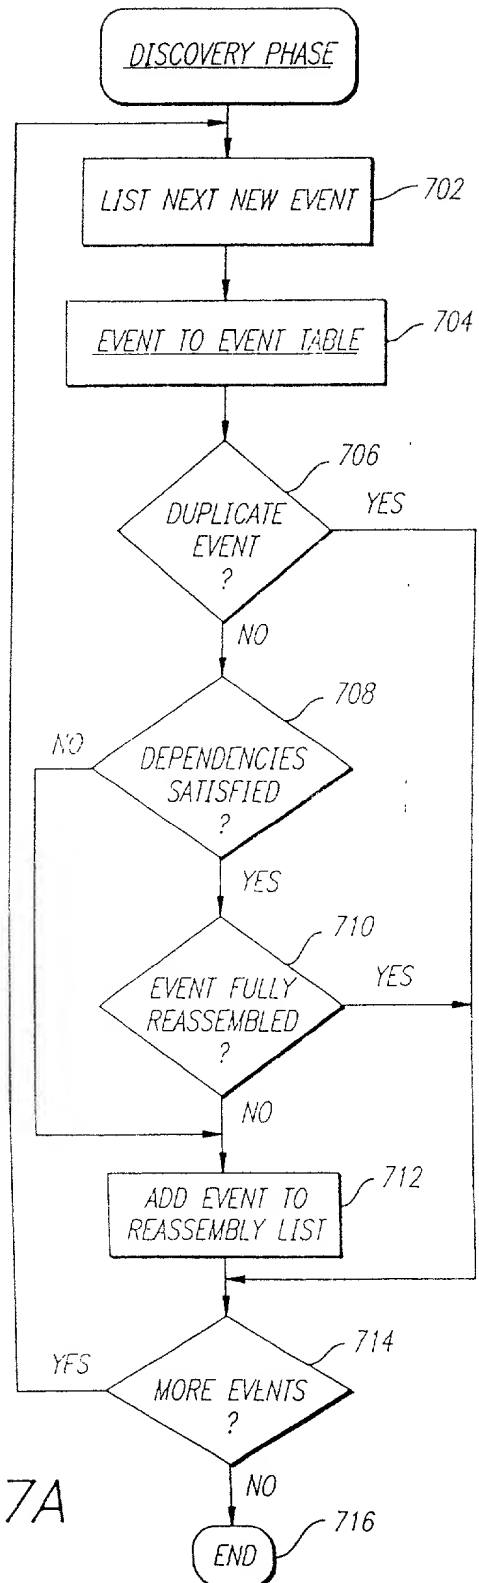 DISCOVERY PHASE
LIST NEXT NEW EVENT
702
EVENT TO EVENT TABLE
704
706
DUPLICATE
EVENT
?
YES
NO
708
NO
DEPENDENCIES
SATISFIED
?
YES
710
EVENT FULLY
REASSEMBLED
?
YES
NO
712
ADD EVENT TO
REASSEMBLY LIST
714
YES
MORE EVENTS
?
NO
7A
716
END